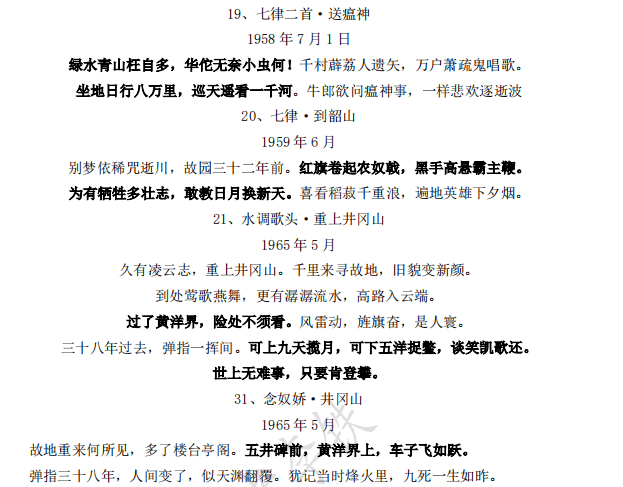 19、七律二首·送瘟神
1958 年 7 月 1 日
绿水青山枉自多，华佗无奈小虫何！千村薜荔人遗矢，万户萧疏鬼唱歌。
坐地日行八万里，巡天遥看一千河。牛郎欲问瘟神事，一样悲欢逐逝波
20、七律·到韶山
1959 年 6 月
别梦依稀咒逝川，故园三十二年前。红旗卷起农奴戟，黑手高悬霸主鞭。
为有牺牲多壮志，敢教日月换新天。喜看稻菽千重浪，遍地英雄下夕烟。
21、水调歌头·重上井冈山
1965 年 5 月
久有凌云志，重上井冈山。千里来寻故地，旧貌变新颜。
到处莺歌燕舞，更有潺潺流水，高路入云端。
过了黄洋界，险处不须看。风雷动，旌旗奋，是人寰。
三十八年过去，弹指一挥间。可上九天揽月，可下五洋捉鳖，谈笑凯歌还。
世上无难事，只要肯登攀。
31、念奴娇·井冈山
1965 年 5 月
故地重来何所见，多了楼台亭阁。五井碑前，黄洋界上，车子飞如跃。
弹指三十八年，人间变了，似天渊翻覆。犹记当时烽火里，九死一生如昨。